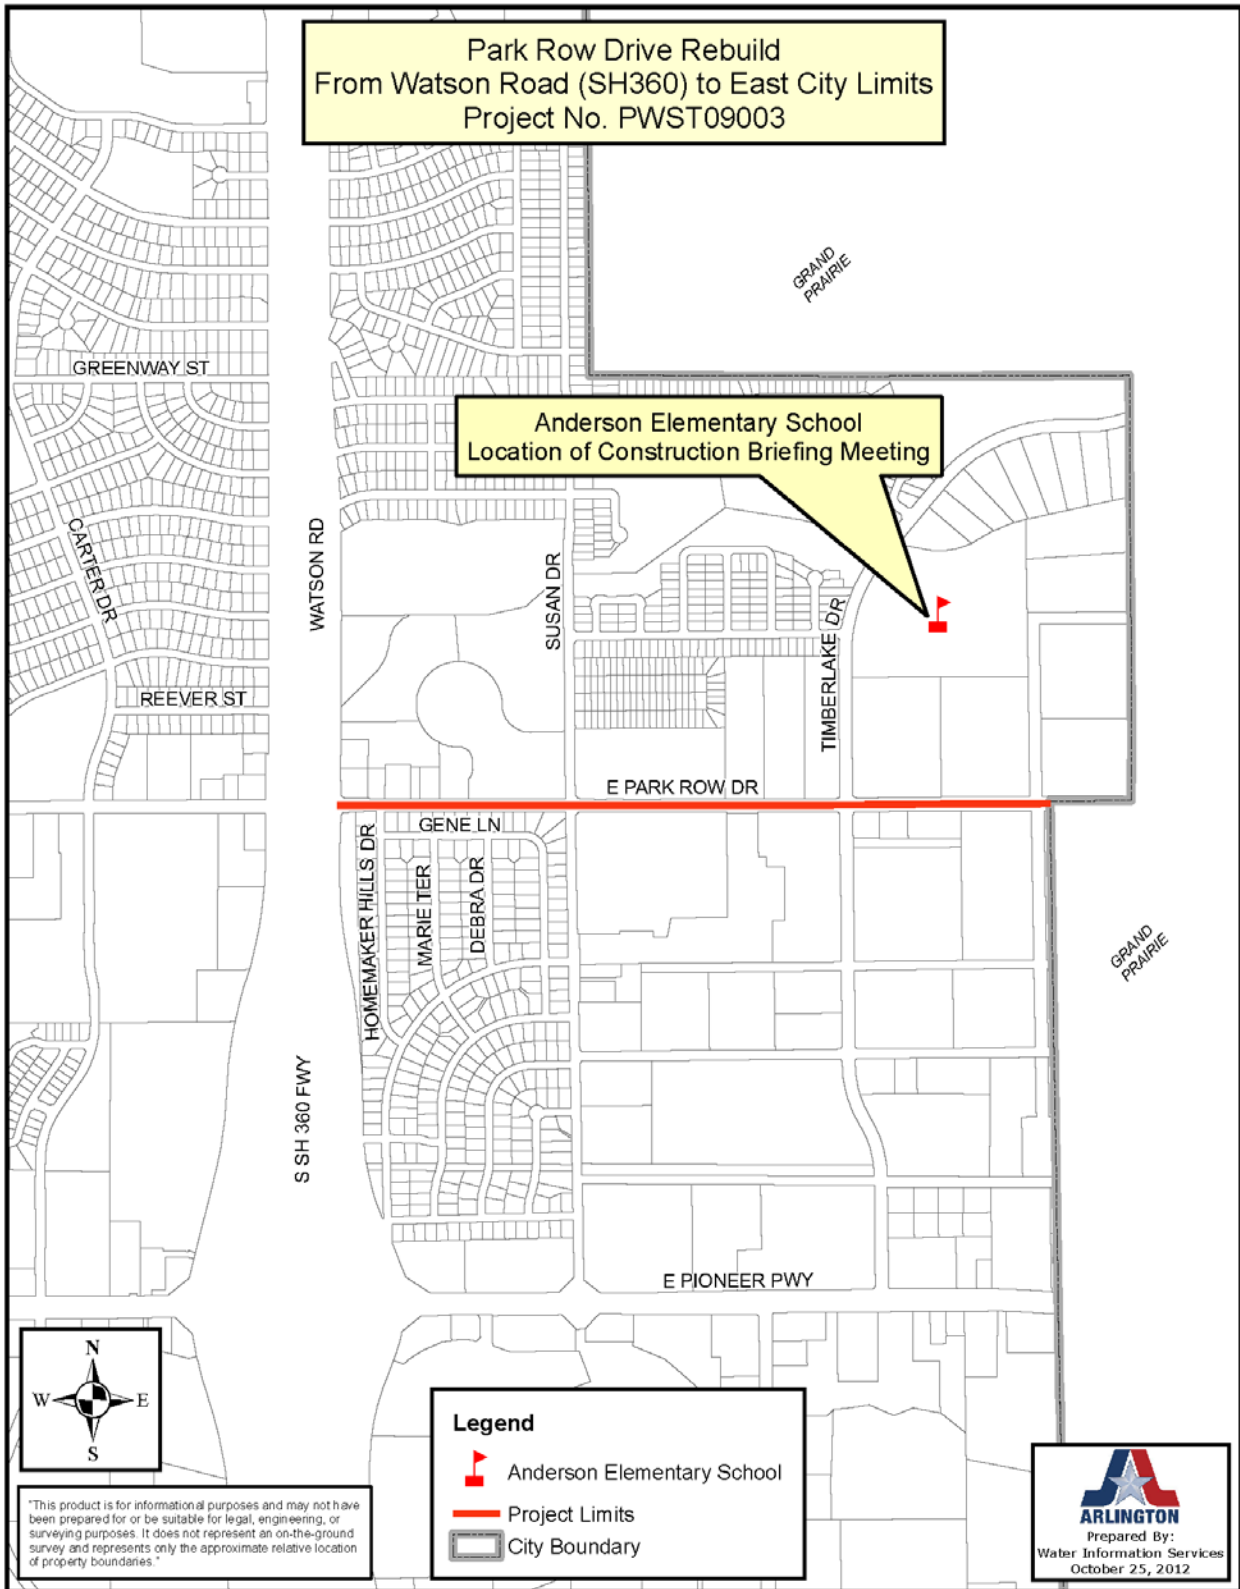 Park Row Drive Rebuild
From Watson Road (SH360) to East City Limits
Project No. PWST09003
GRAND
PRAIRIE
GREENWAY ST
Anderson Elementary School
Location of Construction Briefing Meeting
CARTER DR
WATSON RD
SUSAN DR
TIMBERLAKE DR
REEVER ST
E PARK ROW DR
GENE LN
HOMEMAKER HILLS DR
MARIE TER
DEBRA DR
GRAND
PRAIRIE
S SH 360 FWY
E PIONEER PWY
N
W E
S
Legend
Anderson Elementary School
Project Limits
City Boundary
"This product is for informational purposes and may not have
been prepared for or be suitable for legal, engineering, or
surveying purposes. It does not represent an on-the-ground
survey and represents only the approximate relative location
of property boundaries."
ARLINGTON
Prepared By:
Water Information Services
October 25, 2012